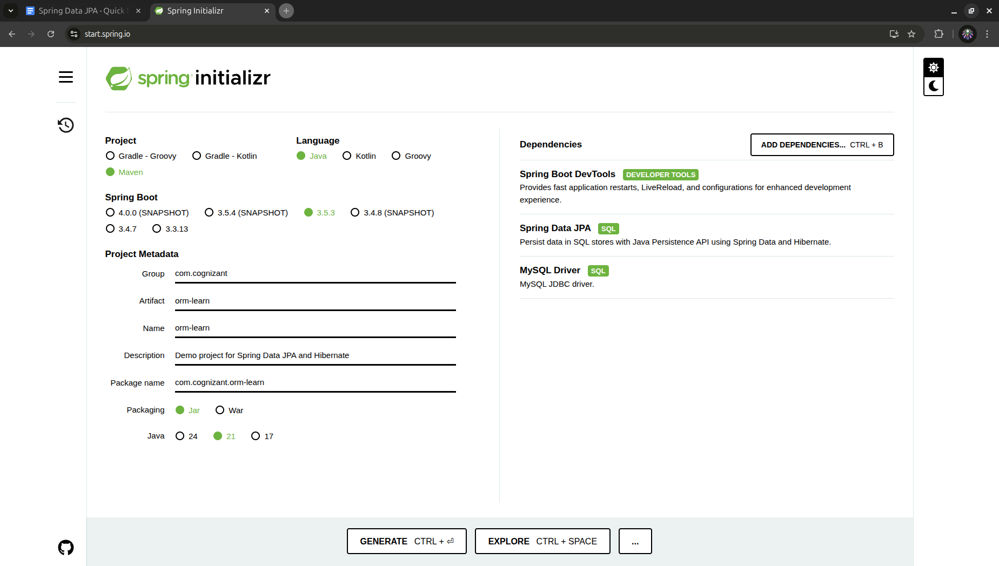 Spring Data JPA - Quick
Spring Initializr
start.spring.io
spring initializr
Project
Gradle - Groovy
Gradle - Kotlin
Maven
Language
Java
Kotlin
Groovy
Spring Boot
4.0.0 (SNAPSHOT)
3.5.4 (SNAPSHOT)
3.5.3
3.4.8 (SNAPSHOT)
3.4.7
3.3.13
Project Metadata
Group
com.cognizant
Artifact
orm-learn
Name
orm-learn
Description
Demo project for Spring Data JPA and Hibernate
Package name
com.cognizant.orm-learn
Packaging
Jar
War
Java
24
21
17
Dependencies
ADD DEPENDENCIES... CTRL + B
Spring Boot DevTools DEVELOPER TOOLS
Provides fast application restarts, LiveReload, and configurations for enhanced development
experience.
Spring Data JPA SQL
Persist data in SQL stores with Java Persistence API using Spring Data and Hibernate.
MySQL Driver SQL
MySQL JDBC driver.
GENERATE CTRL + ⏎
EXPLORE CTRL + SPACE
...